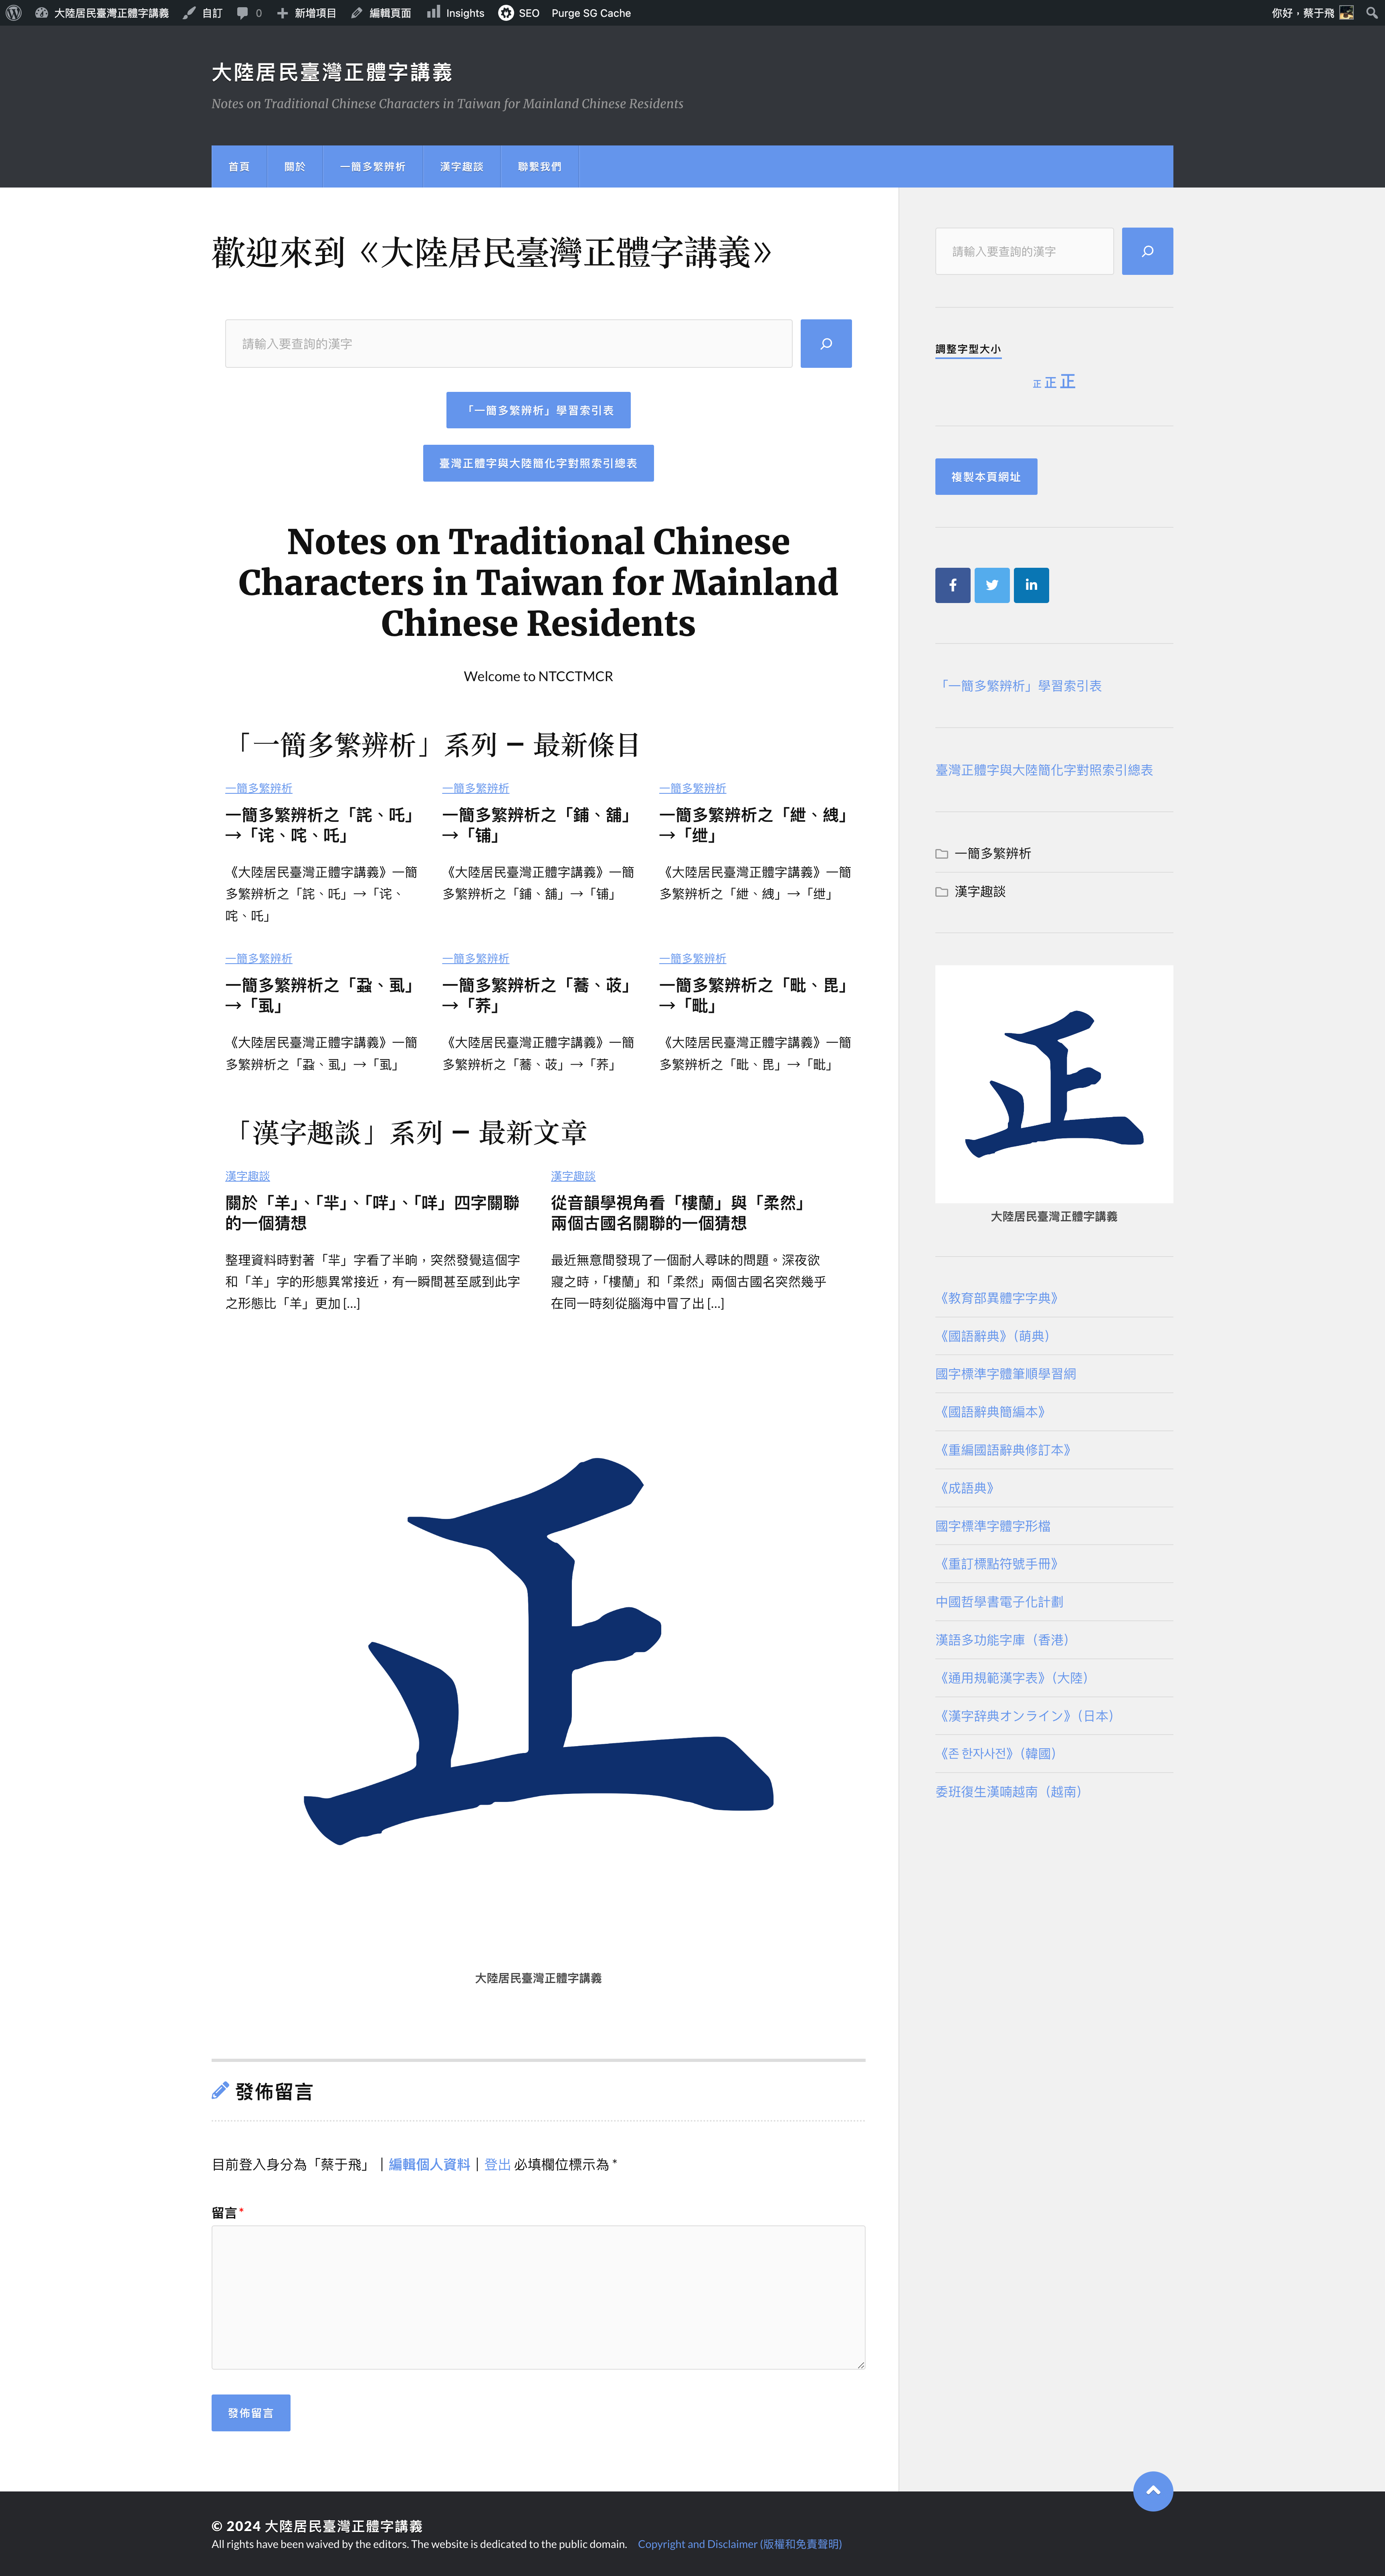 大陸居民臺灣正體字講義 自訂 0 新增項目 編輯頁面 Insights SEO Purge SG Cache 你好，蔡于飛
大陸居民臺灣正體字講義
Notes on Traditional Chinese Characters in Taiwan for Mainland Chinese Residents
首頁 關於 一簡多繁辨析 漢字趣談 聯繫我們
歡迎來到《大陸居民臺灣正體字講義》
請輸入要查詢的漢字
「一簡多繁辨析」學習索引表
臺灣正體字與大陸簡化字對照索引總表
Notes on Traditional Chinese
Characters in Taiwan for Mainland
Chinese Residents
Welcome to NTCCTMCR
「一簡多繁辨析」系列 – 最新條目
一簡多繁辨析
一簡多繁辨析之「詫、吒」
→「诧、咤、吒」
《大陸居民臺灣正體字講義》一簡
多繁辨析之「詫、吒」→「诧、
咤、吒」
一簡多繁辨析
一簡多繁辨析之「鋪、舖」
→「铺」
《大陸居民臺灣正體字講義》一簡
多繁辨析之「鋪、舖」→「铺」
一簡多繁辨析
一簡多繁辨析之「紲、絏」
→「绁」
《大陸居民臺灣正體字講義》一簡
多繁辨析之「紲、絏」→「绁」
一簡多繁辨析
一簡多繁辨析之「蝨、虱」
→「虱」
《大陸居民臺灣正體字講義》一簡
多繁辨析之「蝨、虱」→「虱」
一簡多繁辨析
一簡多繁辨析之「蕎、荍」
→「荞」
《大陸居民臺灣正體字講義》一簡
多繁辨析之「蕎、荍」→「荞」
一簡多繁辨析
一簡多繁辨析之「毗、毘」
→「毗」
《大陸居民臺灣正體字講義》一簡
多繁辨析之「毗、毘」→「毗」
「漢字趣談」系列 – 最新文章
漢字趣談
關於「羊」、「羋」、「哶」、「咩」四字關聯
的一個猜想
整理資料時對著「羋」字看了半晌，突然發覺這個字
和「羊」字的形態異常接近，有一瞬間甚至感到此字
之形態比「羊」更加 [...]
漢字趣談
從音韻學視角看「樓蘭」與「柔然」
兩個古國名關聯的一個猜想
最近無意間發現了一個耐人尋味的問題。深夜欲
寢之時，「樓蘭」和「柔然」兩個古國名突然幾乎
在同一時刻從腦海中冒了出 [...]
正
大陸居民臺灣正體字講義
發佈留言
目前登入身分為「蔡于飛」｜編輯個人資料｜登出 必填欄位標示為 *
留言 *
發佈留言
請輸入要查詢的漢字
調整字型大小
正 正 正
複製本頁網址
「一簡多繁辨析」學習索引表
臺灣正體字與大陸簡化字對照索引總表
一簡多繁辨析
漢字趣談
正
大陸居民臺灣正體字講義
《教育部異體字字典》
《國語辭典》（萌典）
國字標準字體筆順學習網
《國語辭典簡編本》
《重編國語辭典修訂本》
《成語典》
國字標準字體字形檔
《重訂標點符號手冊》
中國哲學書電子化計劃
漢語多功能字庫（香港）
《通用規範漢字表》（大陸）
《漢字辞典オンライン》（日本）
《존 한자사전》（韓國）
委班復生漢喃越南（越南）
© 2024 大陸居民臺灣正體字講義
All rights have been waived by the editors. The website is dedicated to the public domain. Copyright and Disclaimer (版權和免責聲明)